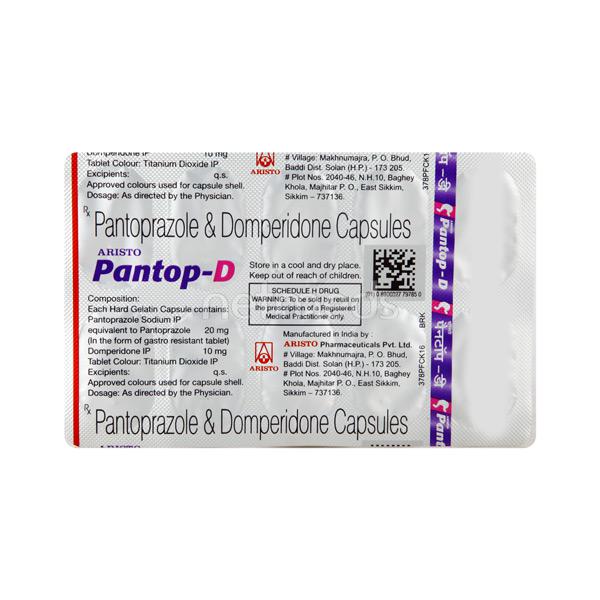 Domperidone IP 10 mg
Tablet Colour: Titanium Dioxide IP
Excipients: q.s.
Approved colours used for capsule shell.
Dosage: As directed by the Physician.
ARISTO
# Village: Makhnumajra, P. O. Bhud,
Baddi Dist. Solan (H.P.) - 173 205.
# Plot Nos. 2040-46, N.H.10, Baghey
Khola, Majhitar P. O., East Sikkim,
Sikkim – 737136.
Rx Pantoprazole & Domperidone Capsules
ARISTO
Pantop-D
Store in a cool and dry place.
Keep out of reach of children.
SCHEDULE H DRUG
WARNING: To be sold by retail on
the prescription of a Registered
Medical Practitioner only.
Composition:
Each Hard Gelatin Capsule contains:
Pantoprazole Sodium IP
equivalent to Pantoprazole 20 mg
(In the form of gastro resistant tablet)
Domperidone IP 10 mg
Tablet Colour: Titanium Dioxide IP
Excipients: q.s.
Approved colours used for capsule shell.
Dosage: As directed by the Physician.
Manufactured in India by :
ARISTO Pharmaceuticals Pvt. Ltd.
ARISTO
# Village: Makhnumajra, P. O. Bhud,
Baddi Dist. Solan (H.P.) - 173 205.
# Plot Nos. 2040-46, N.H.10, Baghey
Khola, Majhitar P. O., East Sikkim,
Sikkim – 737136.
378PFCK16 BRK
Rx Pantoprazole & Domperidone Capsules
ARISTO
Pantop-D
पॅनटॉप-डी